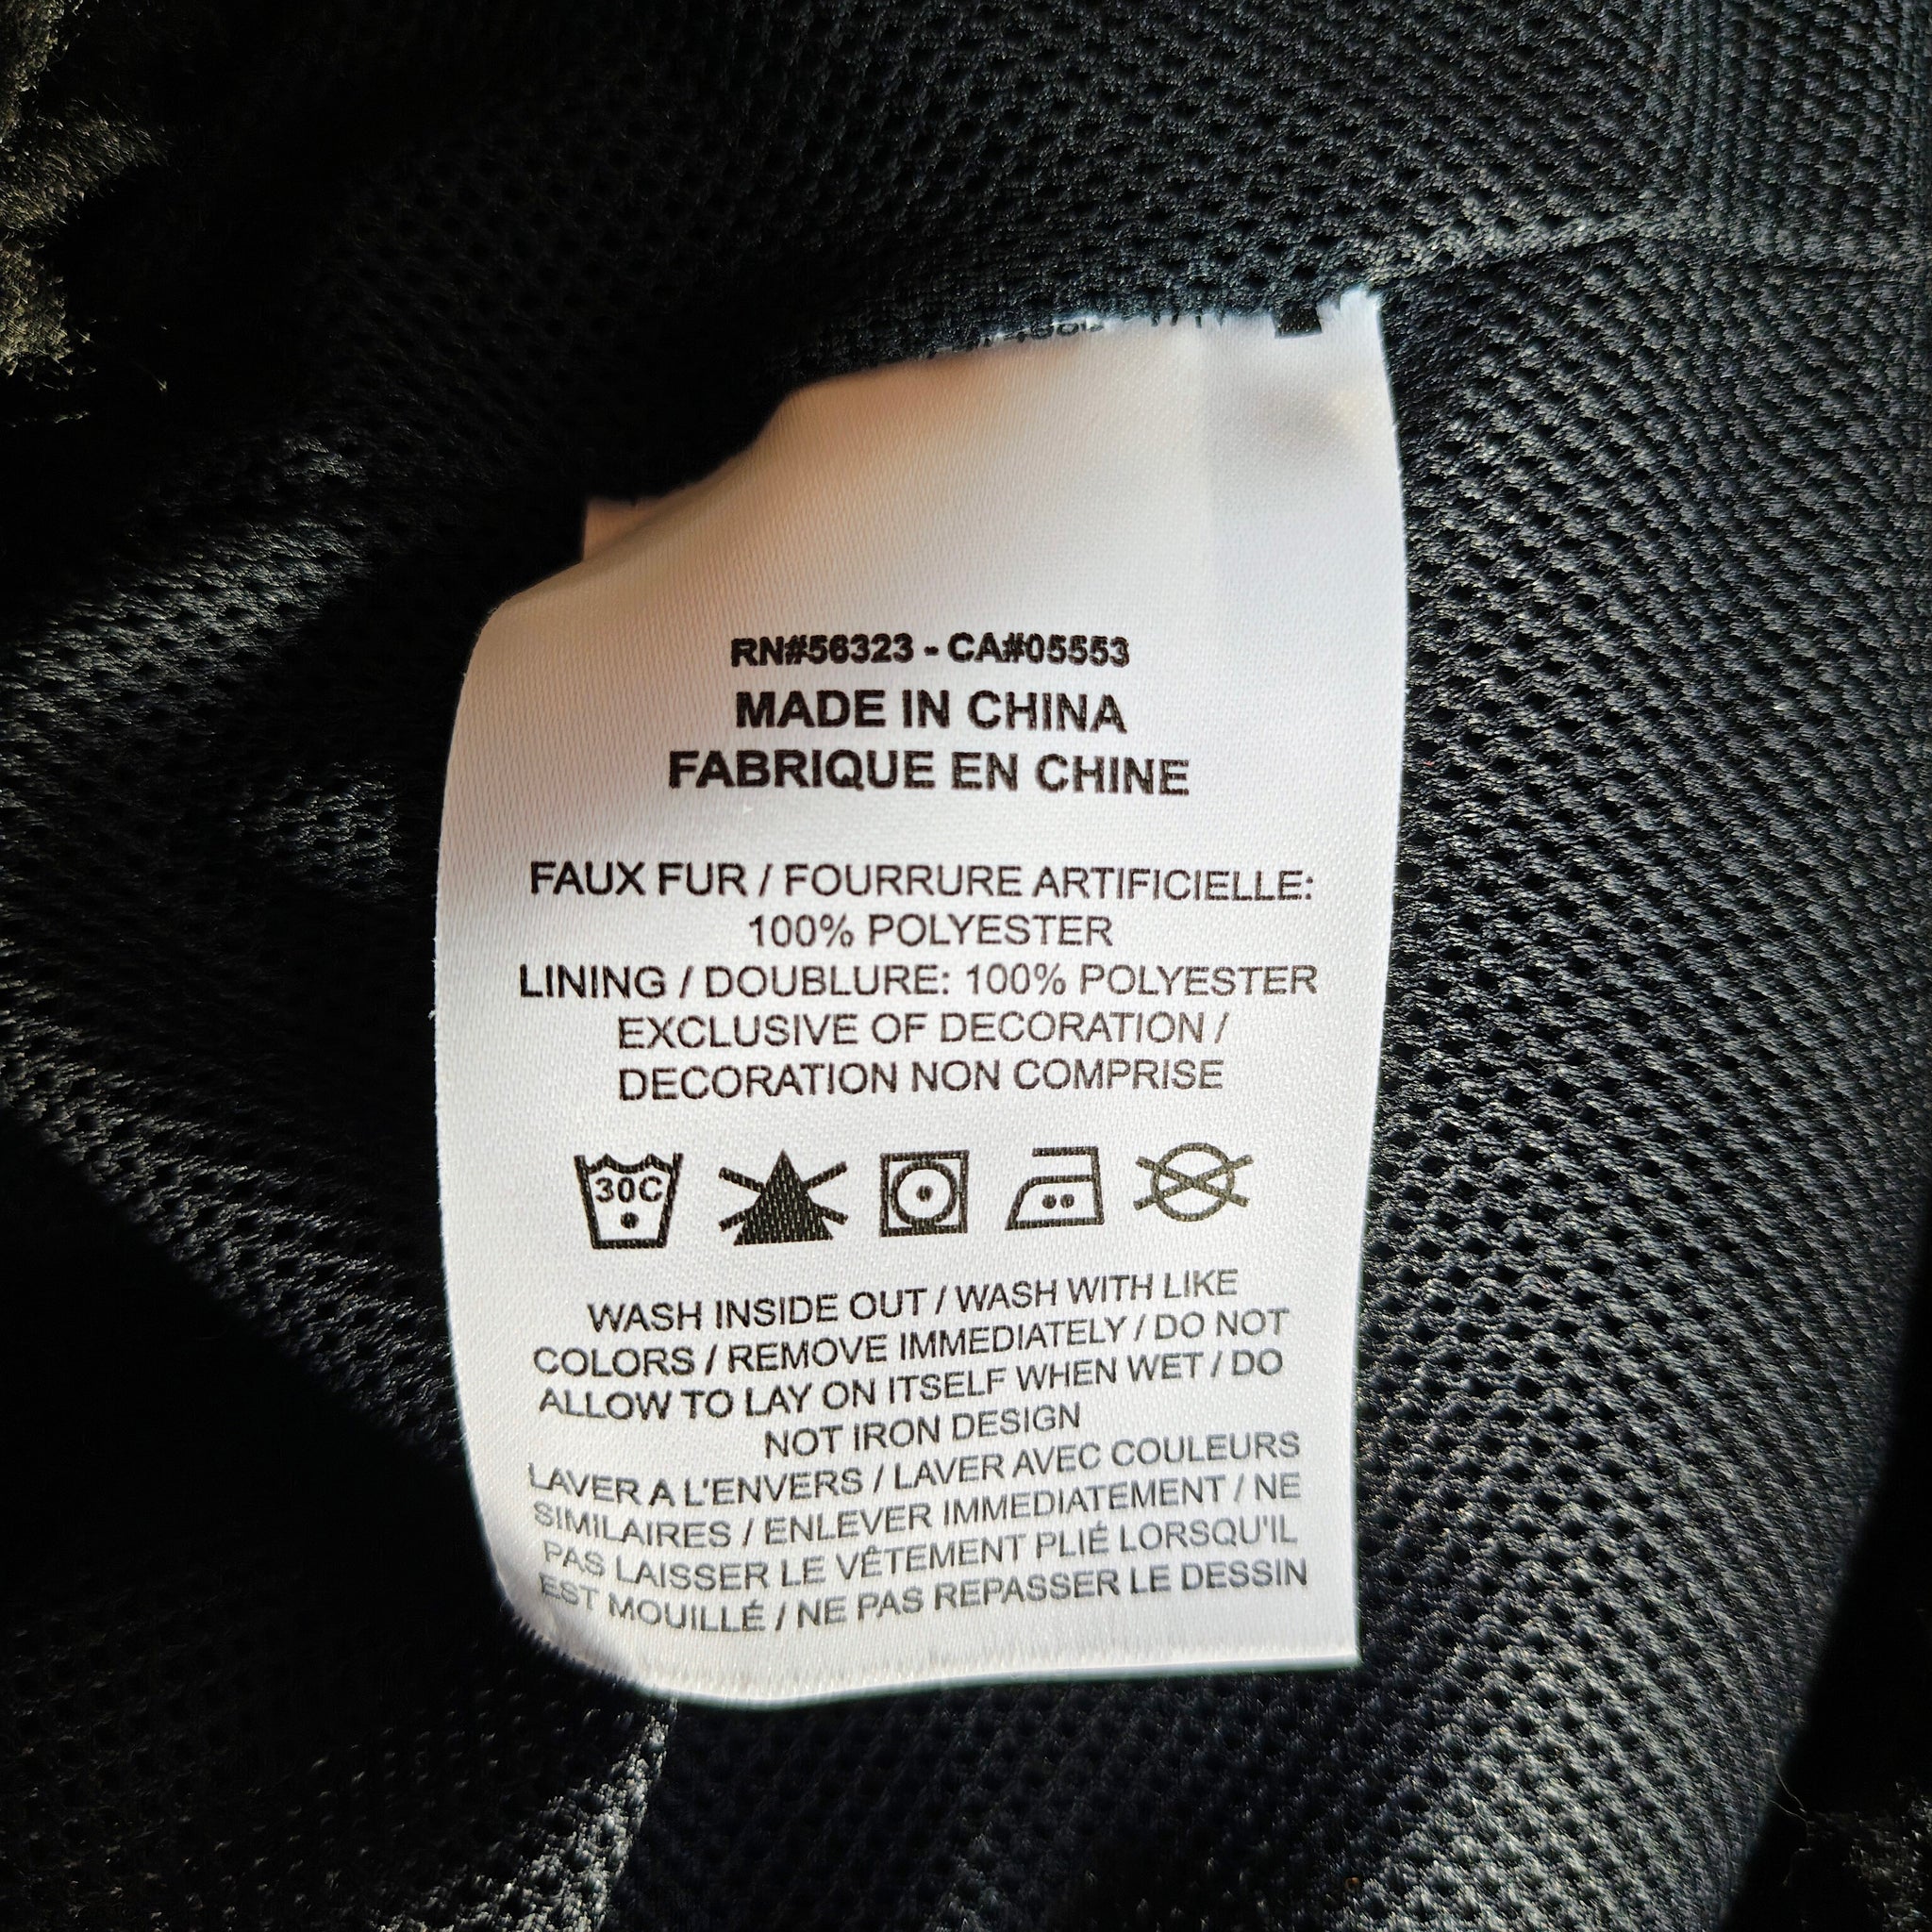 RN#56323 - CA#05553
MADE IN CHINA
FABRIQUE EN CHINE
FAUX FUR / FOURRURE ARTIFICIELLE:
100% POLYESTER
LINING / DOUBLURE: 100% POLYESTER
EXCLUSIVE OF DECORATION /
DECORATION NON COMPRISE
30C
WASH INSIDE OUT / WASH WITH LIKE
COLORS / REMOVE IMMEDIATELY / DO NOT
ALLOW TO LAY ON ITSELF WHEN WET / DO
NOT IRON DESIGN
LAVER A L'ENVERS / LAVER AVEC COULEURS
SIMILAIRES / ENLEVER IMMEDIATEMENT / NE
PAS LAISSER LE VÊTEMENT PLIÉ LORSQU'IL
EST MOUILLÉ / NE PAS REPASSER LE DESSIN